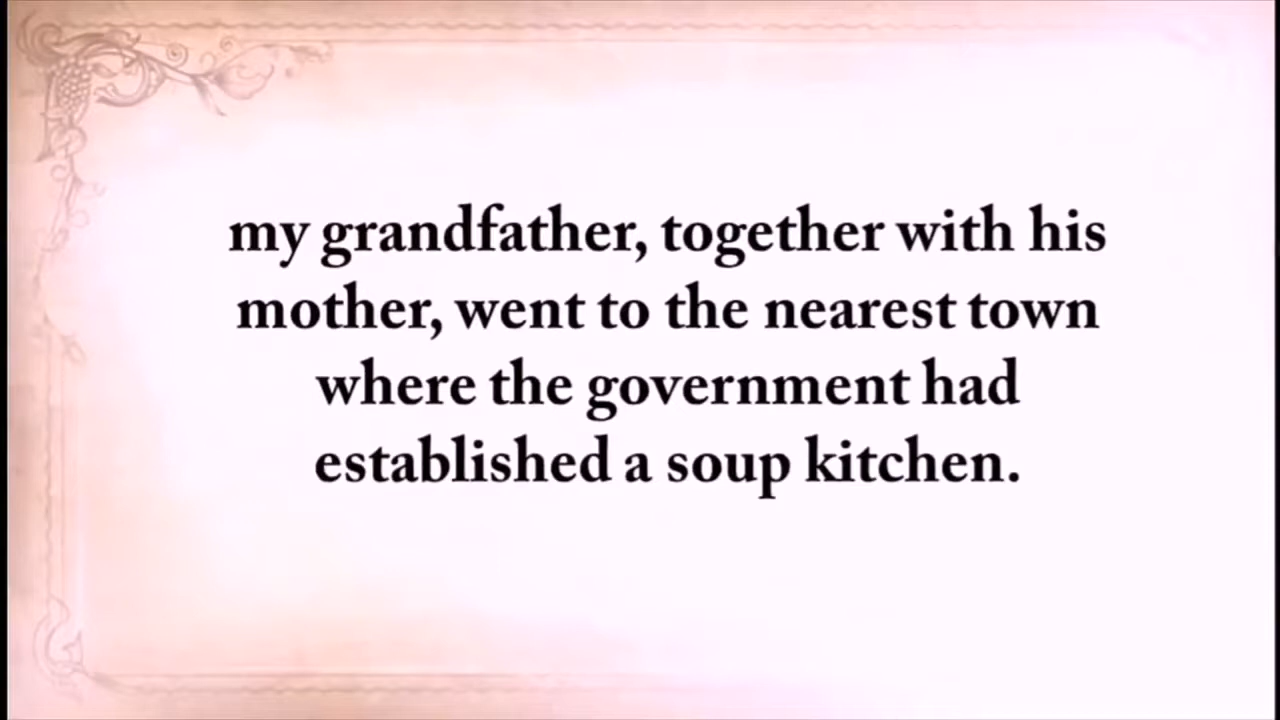 my grandfather, together with his
mother, went to the nearest town
where the government had
established a soup kitchen.